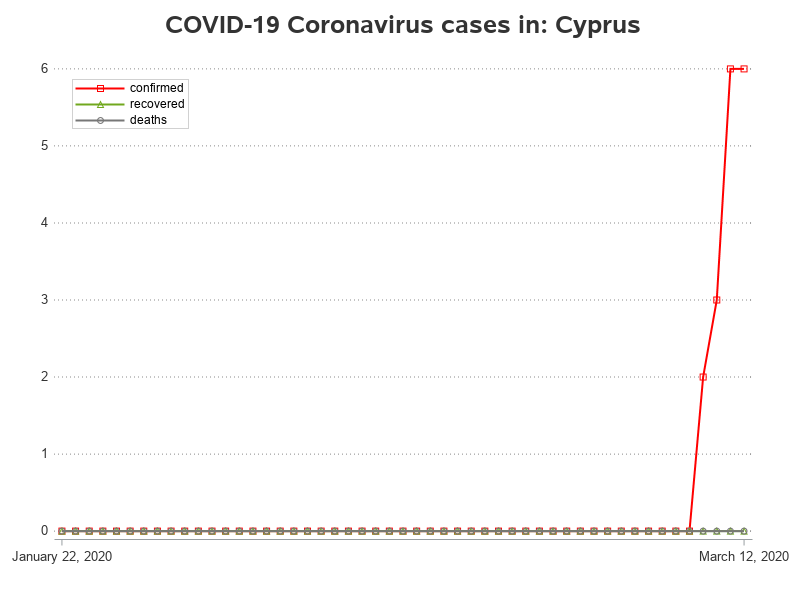 COVID-19 Coronavirus cases in: Cyprus
6
confirmed
recovered
deaths
5
4
3
2
1
0
January 22, 2020
March 12, 2020